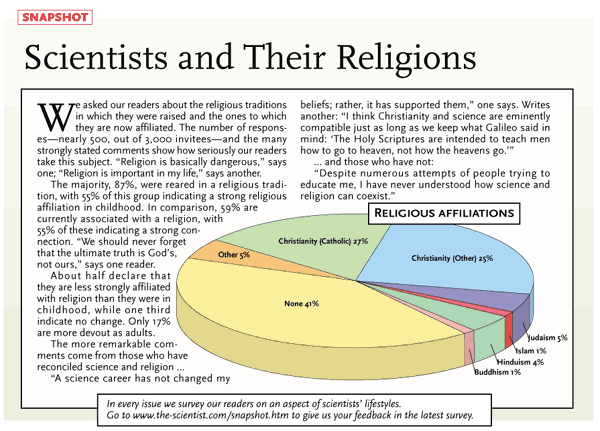 SNAPSHOT
Scientists and Their Religions
We asked our readers about the religious traditions
in which they were raised and the ones to which
they are now affiliated. The number of respons-
es—nearly 500, out of 3,000 invitees—and the many
strongly stated comments show how seriously our readers
take this subject. “Religion is basically dangerous,” says
one; “Religion is important in my life,” says another.
The majority, 87%, were reared in a religious tradi-
tion, with 55% of this group indicating a strong religious
affiliation in childhood. In comparison, 59% are
currently associated with a religion, with
55% of these indicating a strong con-
nection. “We should never forget
that the ultimate truth is God’s,
not ours,” says one reader.
About half declare that
they are less strongly affiliated
with religion than they were in
childhood, while one third
indicate no change. Only 17%
are more devout as adults.
The more remarkable com-
ments come from those who have
reconciled science and religion ...
“A science career has not changed my
beliefs; rather, it has supported them,” one says. Writes
another: “I think Christianity and science are eminently
compatible just as long as we keep what Galileo said in
mind: ‘The Holy Scriptures are intended to teach men
how to go to heaven, not how the heavens go.’”
... and those who have not:
“Despite numerous attempts of people trying to
educate me, I have never understood how science and
religion can coexist.”
RELIGIOUS AFFILIATIONS
Christianity (Catholic) 27%
Christianity (Other) 25%
Other 5%
None 41%
Judaism 5%
Islam 1%
Hinduism 4%
Buddhism 1%
In every issue we survey our readers on an aspect of scientists’ lifestyles.
Go to www.the-scientist.com/snapshot.htm to give us your feedback in the latest survey.